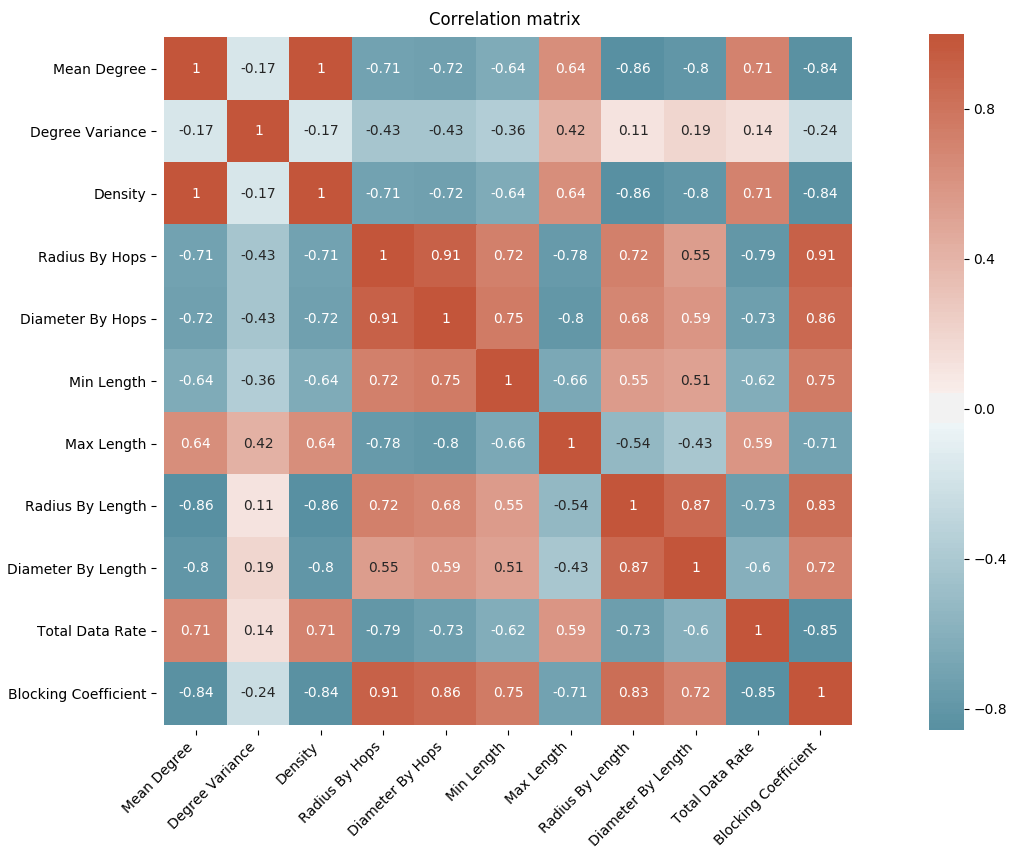 Correlation matrix
Mean Degree 1 -0.17 1 -0.71 -0.72 -0.64 0.64 -0.86 -0.8 0.71 -0.84
Degree Variance -0.17 1 -0.17 -0.43 -0.43 -0.36 0.42 0.11 0.19 0.14 -0.24
Density 1 -0.17 1 -0.71 -0.72 -0.64 0.64 -0.86 -0.8 0.71 -0.84
Radius By Hops -0.71 -0.43 -0.71 1 0.91 0.72 -0.78 0.72 0.55 -0.79 0.91
Diameter By Hops -0.72 -0.43 -0.72 0.91 1 0.75 -0.8 0.68 0.59 -0.73 0.86
Min Length -0.64 -0.36 -0.64 0.72 0.75 1 -0.66 0.55 0.51 -0.62 0.75
Max Length 0.64 0.42 0.64 -0.78 -0.8 -0.66 1 -0.54 -0.43 0.59 -0.71
Radius By Length -0.86 0.11 -0.86 0.72 0.68 0.55 -0.54 1 0.87 -0.73 0.83
Diameter By Length -0.8 0.19 -0.8 0.55 0.59 0.51 -0.43 0.87 1 -0.6 0.72
Total Data Rate 0.71 0.14 0.71 -0.79 -0.73 -0.62 0.59 -0.73 -0.6 1 -0.85
Blocking Coefficient -0.84 -0.24 -0.84 0.91 0.86 0.75 -0.71 0.83 0.72 -0.85 1
Mean Degree
Degree Variance
Density
Radius By Hops
Diameter By Hops
Min Length
Max Length
Radius By Length
Diameter By Length
Total Data Rate
Blocking Coefficient
0.8
0.4
0.0
−0.4
−0.8